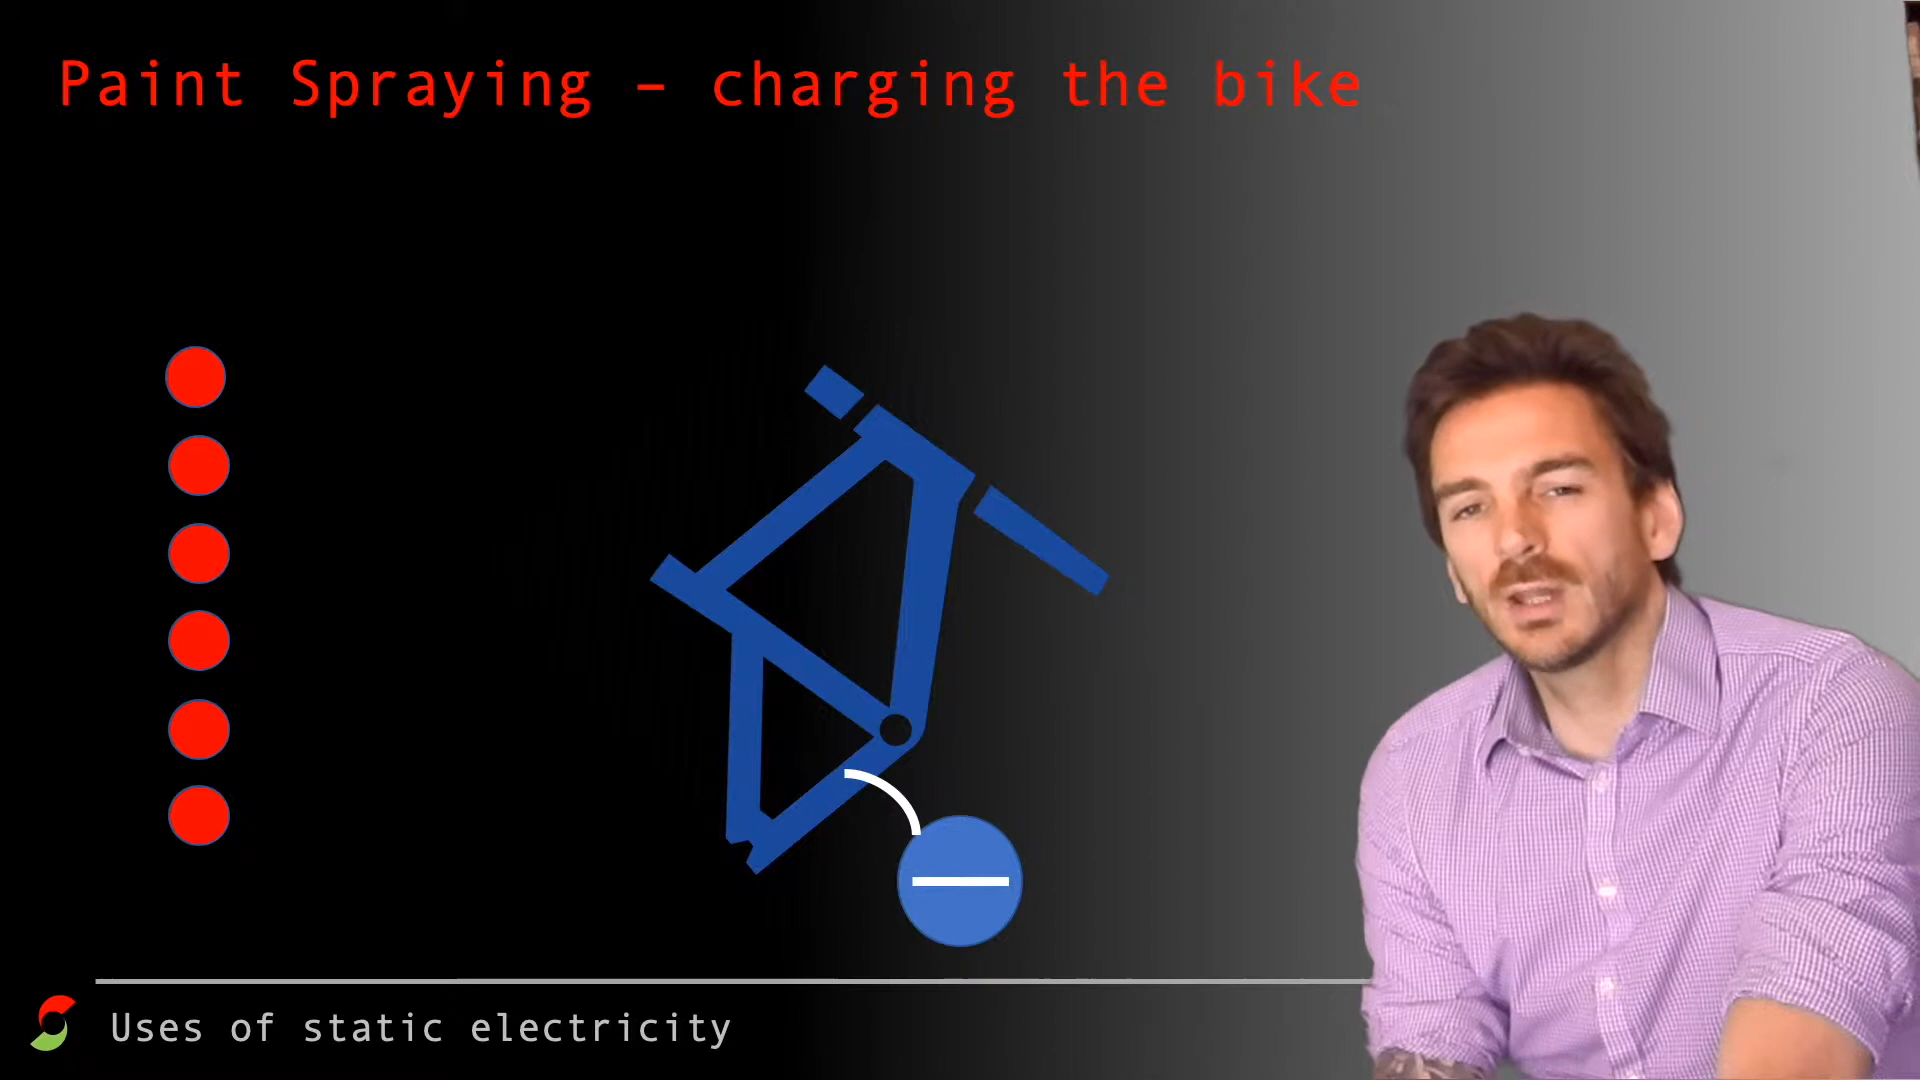 Paint Spraying – charging the bike
Uses of static electricity